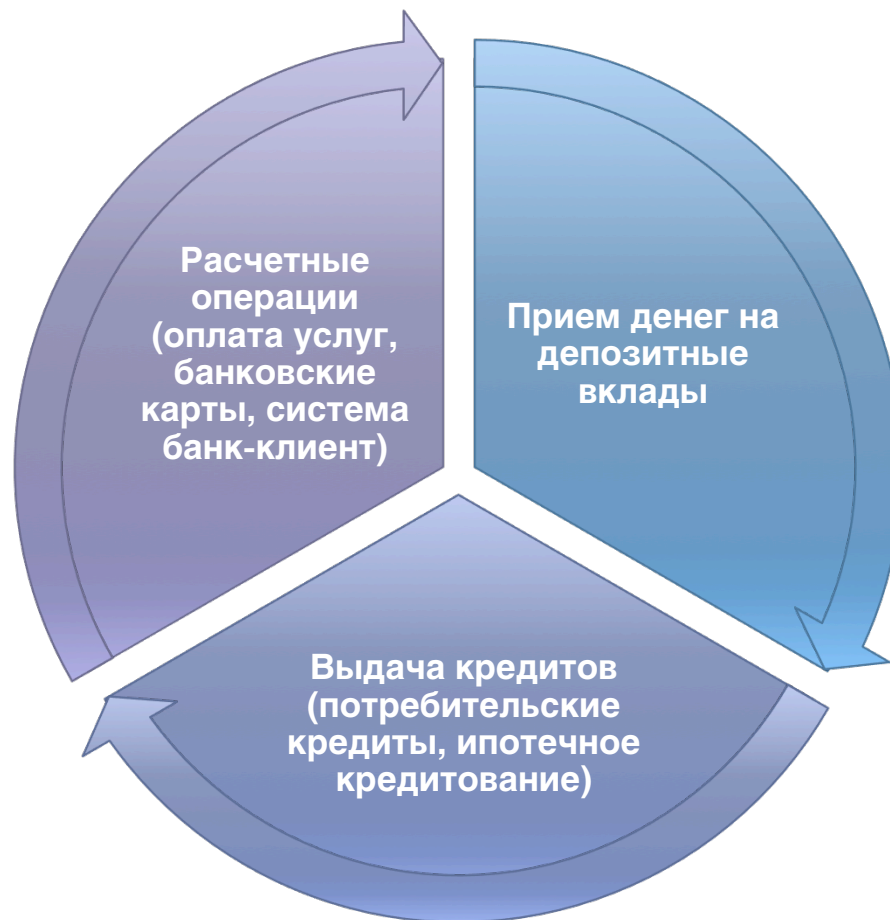 Расчетные
операции
(оплата услуг,
банковские
карты, система
банк-клиент)
Прием денег на
депозитные
вклады
Выдача кредитов
(потребительские
кредиты, ипотечное
кредитование)